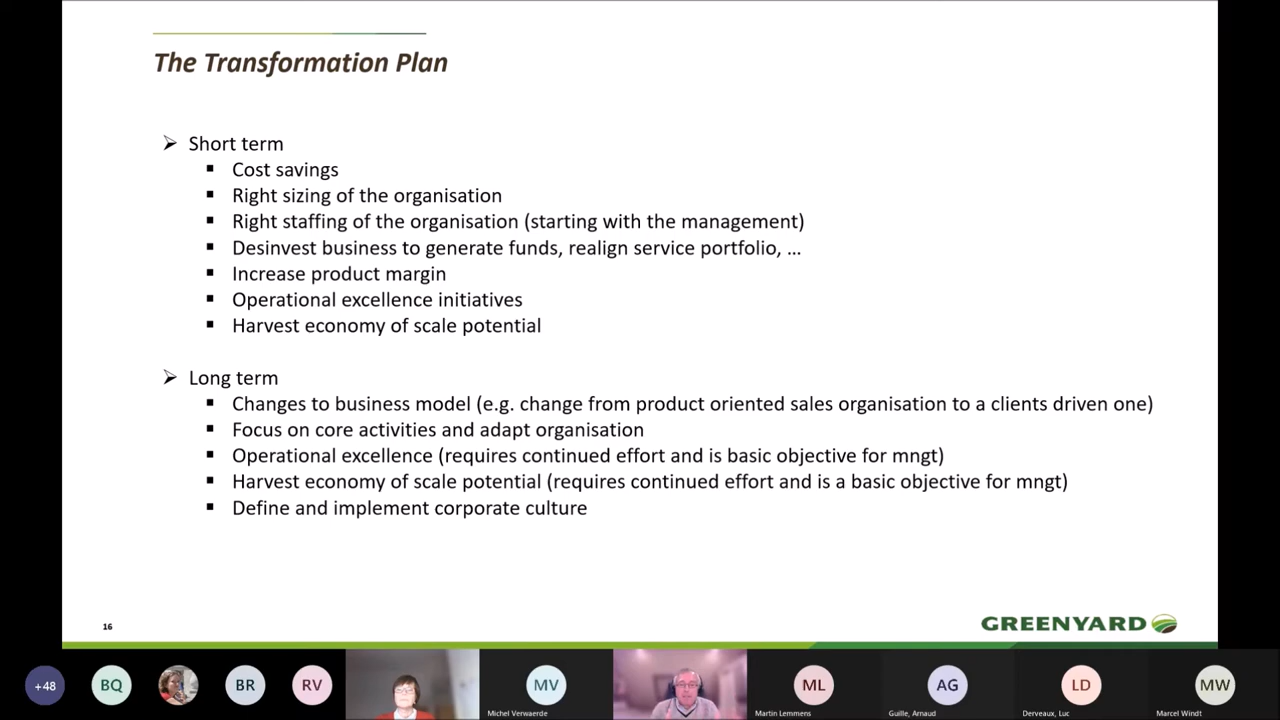 The Transformation Plan
Short term
Cost savings
Right sizing of the organisation
Right staffing of the organisation (starting with the management)
Desinvest business to generate funds, realign service portfolio, …
Increase product margin
Operational excellence initiatives
Harvest economy of scale potential
Long term
Changes to business model (e.g. change from product oriented sales organisation to a clients driven one)
Focus on core activities and adapt organisation
Operational excellence (requires continued effort and is basic objective for mngt)
Harvest economy of scale potential (requires continued effort and is a basic objective for mngt)
Define and implement corporate culture
16
GREENYARD
+48
BQ
BR
RV
MV
ML
AG
LD
MW
Michel Verwaerde
Martin Lemmens
Guille, Arnaud
Derveaux, Luc
Marcel Windt